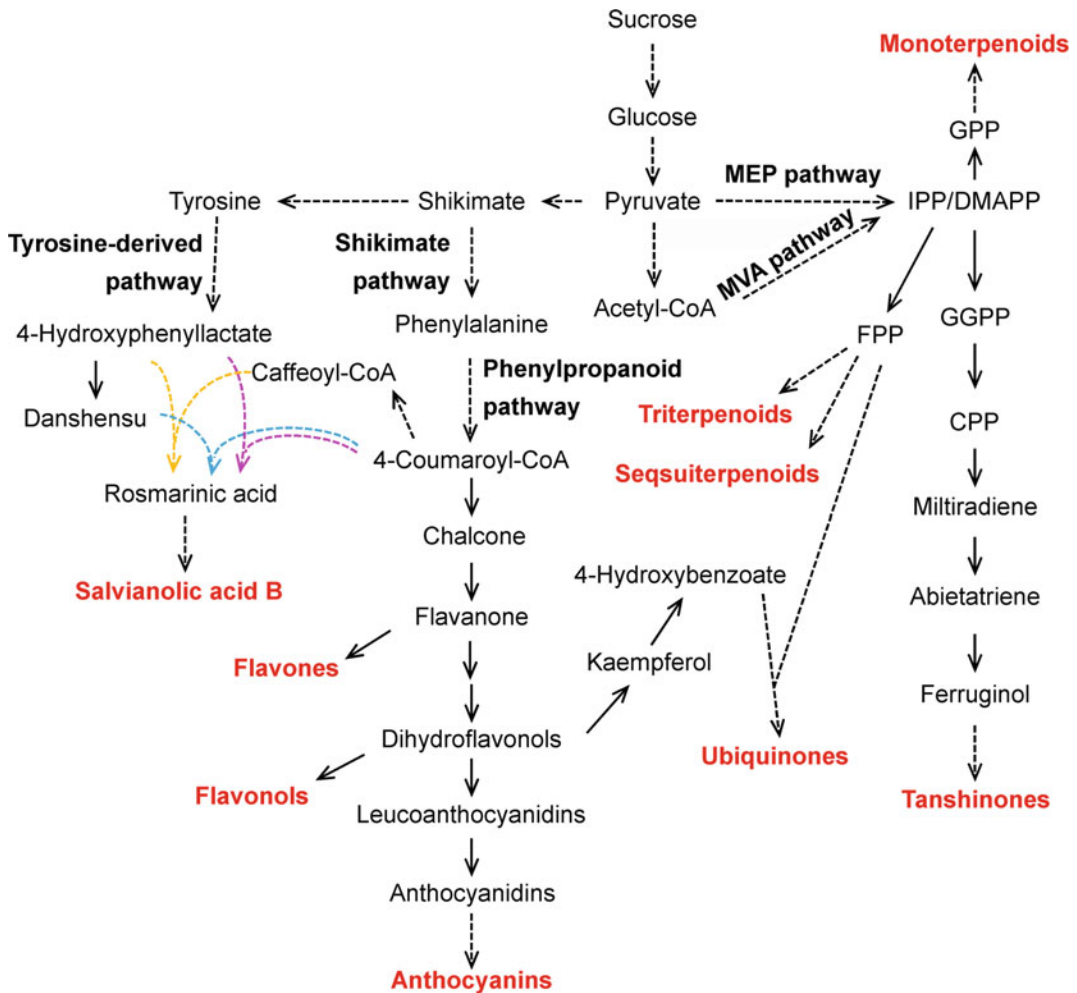 Sucrose
Monoterpenoids
Glucose
GPP
MEP pathway
Tyrosine
Shikimate
Pyruvate
IPP/DMAPP
Tyrosine-derived
pathway
Shikimate
pathway
MVA pathway
Acetyl-CoA
4-Hydroxyphenyllactate
Phenylalanine
FPP
GGPP
Caffeoyl-CoA
Phenylpropanoid
pathway
Danshensu
Triterpenoids
CPP
4-Coumaroyl-CoA
Seqsuiterpenoids
Rosmarinic acid
Miltiradiene
Chalcone
4-Hydroxybenzoate
Salvianolic acid B
Abietatriene
Flavanone
Flavones
Kaempferol
Ferruginol
Dihydroflavonols
Ubiquinones
Flavonols
Tanshinones
Leucoanthocyanidins
Anthocyanidins
Anthocyanins